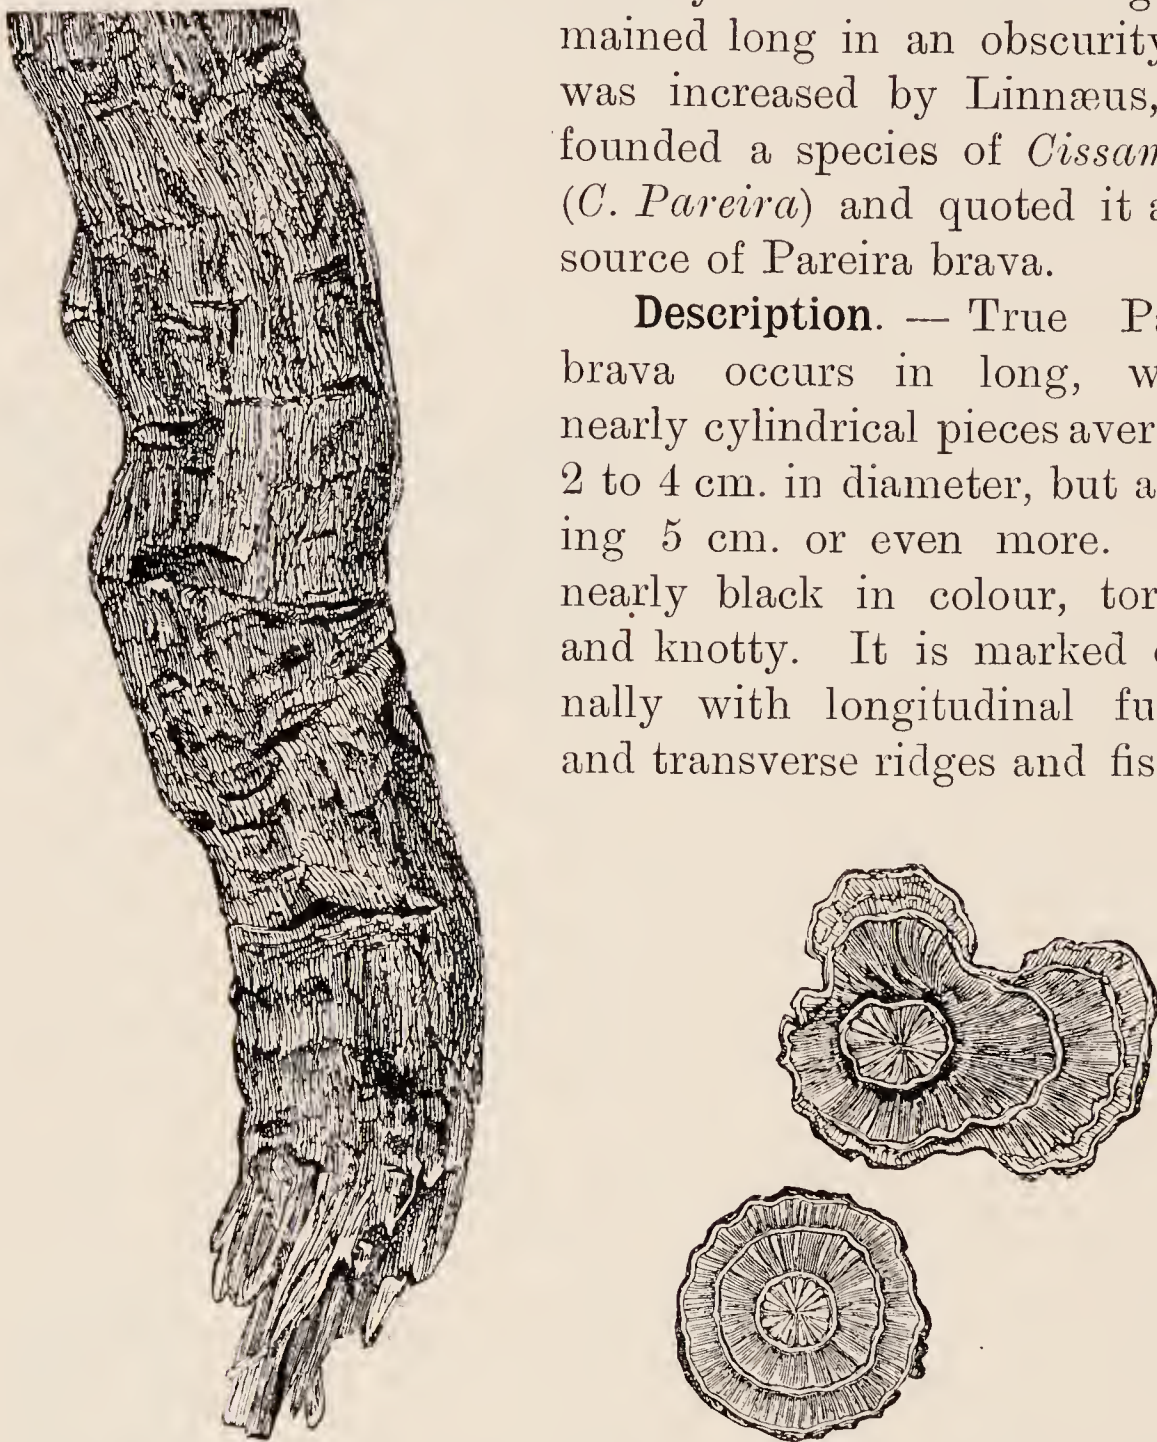 mained long in an obscurity
was increased by Linnæus,
founded a species of Cissam
(C. Pareira) and quoted it a
source of Pareira brava.
Description. — True Pa
brava occurs in long, w
nearly cylindrical pieces aver
2 to 4 cm. in diameter, but a
ing 5 cm. or even more.
nearly black in colour, tor
and knotty. It is marked e
nally with longitudinal fu
and transverse ridges and fis